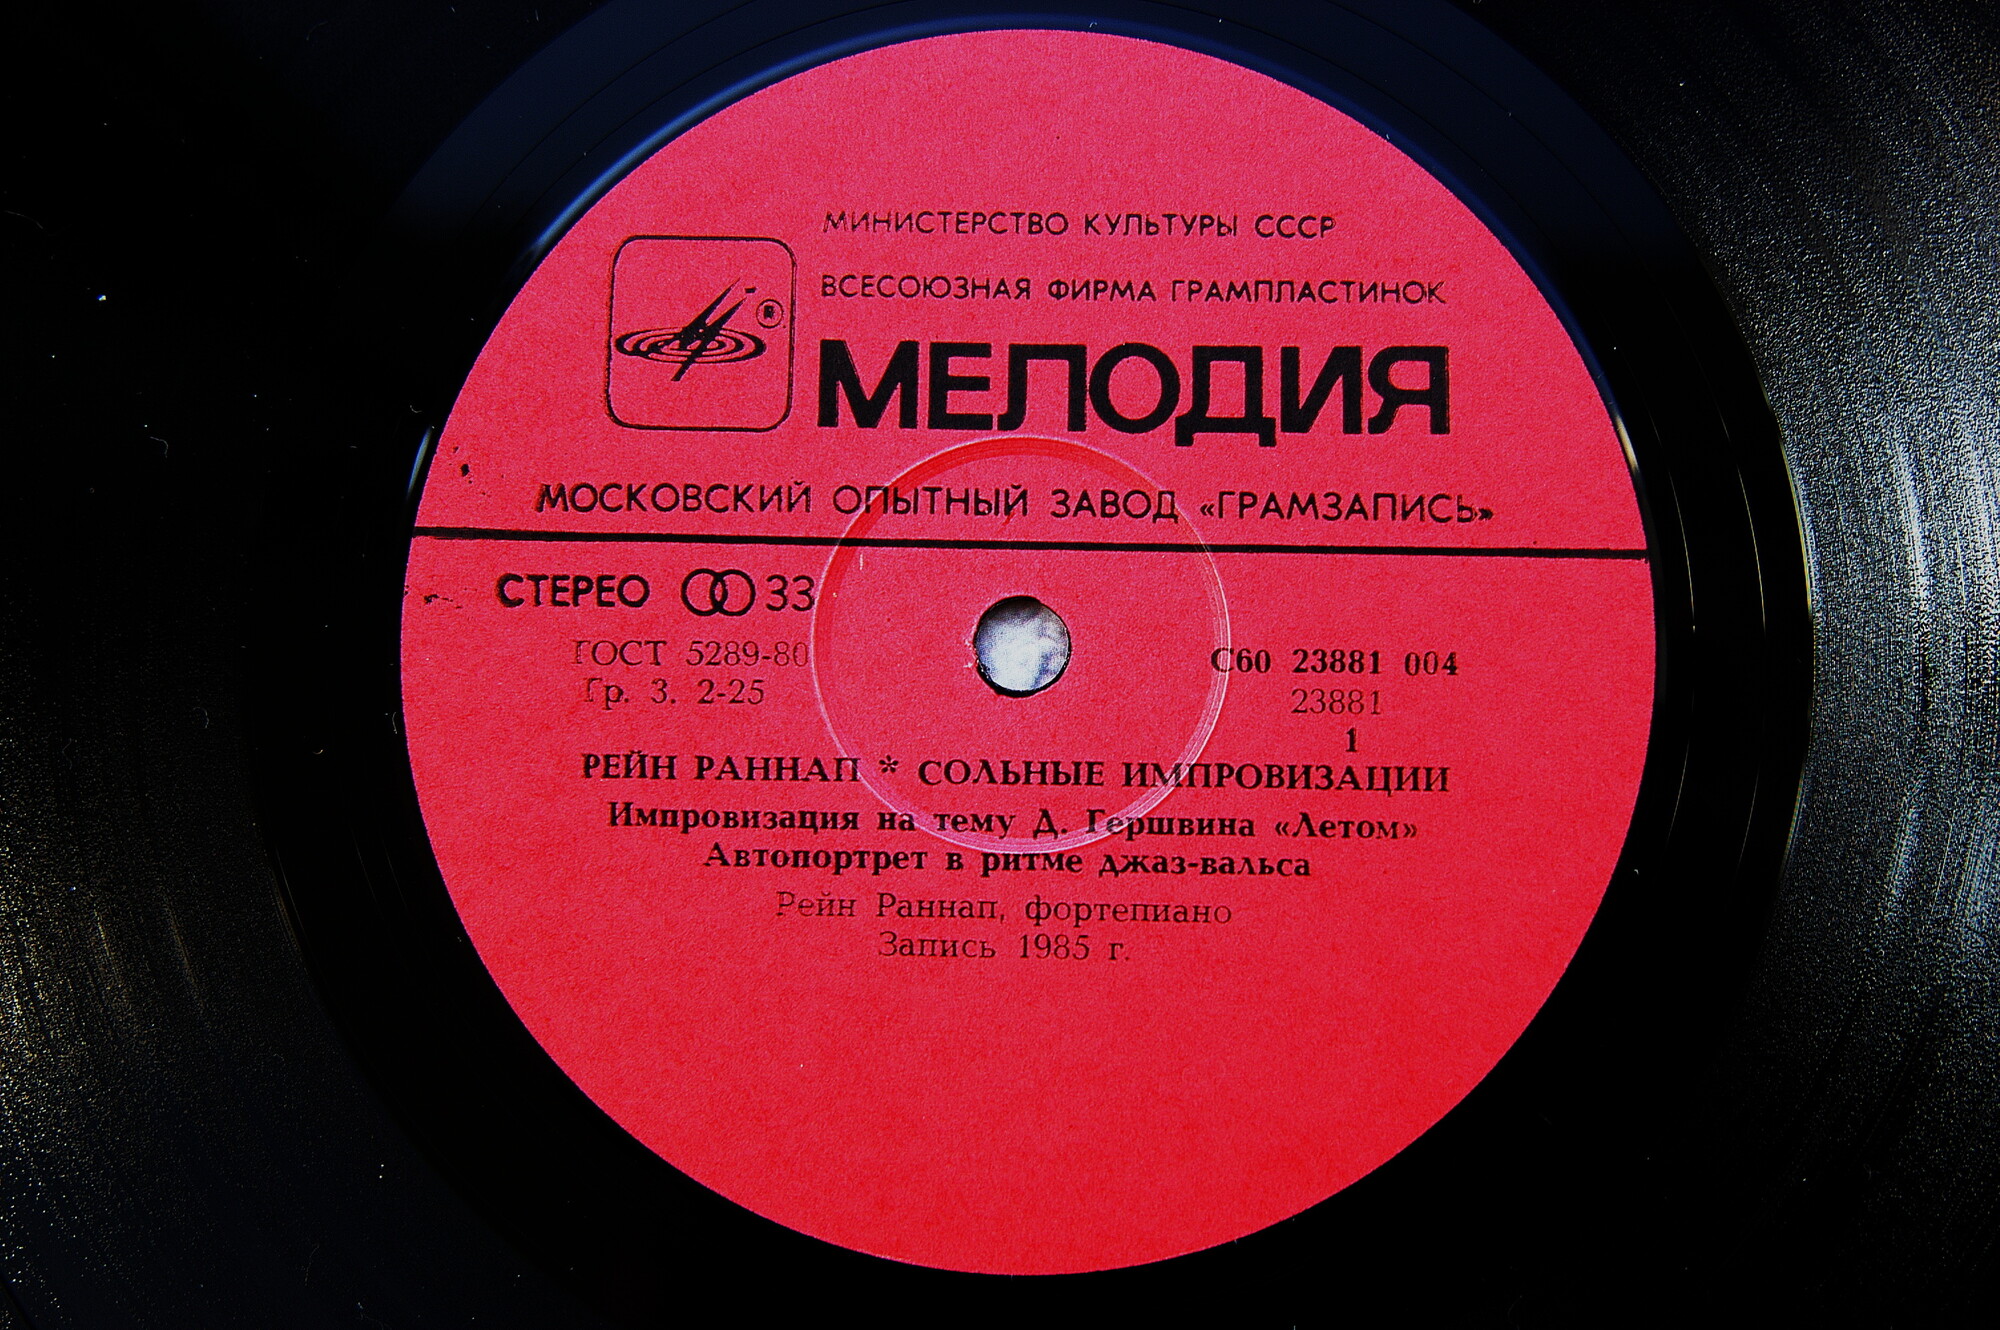 МИНИСТЕРСТВО КУЛЬТУРЫ СССР
ВСЕСОЮЗНАЯ ФИРМА ГРАМПЛАСТИНОК
®
МЕЛОДИЯ
МОСКОВСКИЙ ОПЫТНЫЙ ЗАВОД «ГРАМЗАПИСЬ»
СТЕРЕО 33
ГОСТ 5289-80
Гр. 3. 2-25
С60 23881 004
23881
1
РЕЙН РАННАП * СОЛЬНЫЕ ИМПРОВИЗАЦИИ
Импровизация на тему Д. Гершвина «Летом»
Автопортрет в ритме джаз-вальса
Рейн Раннап, фортепиано
Запись 1985 г.